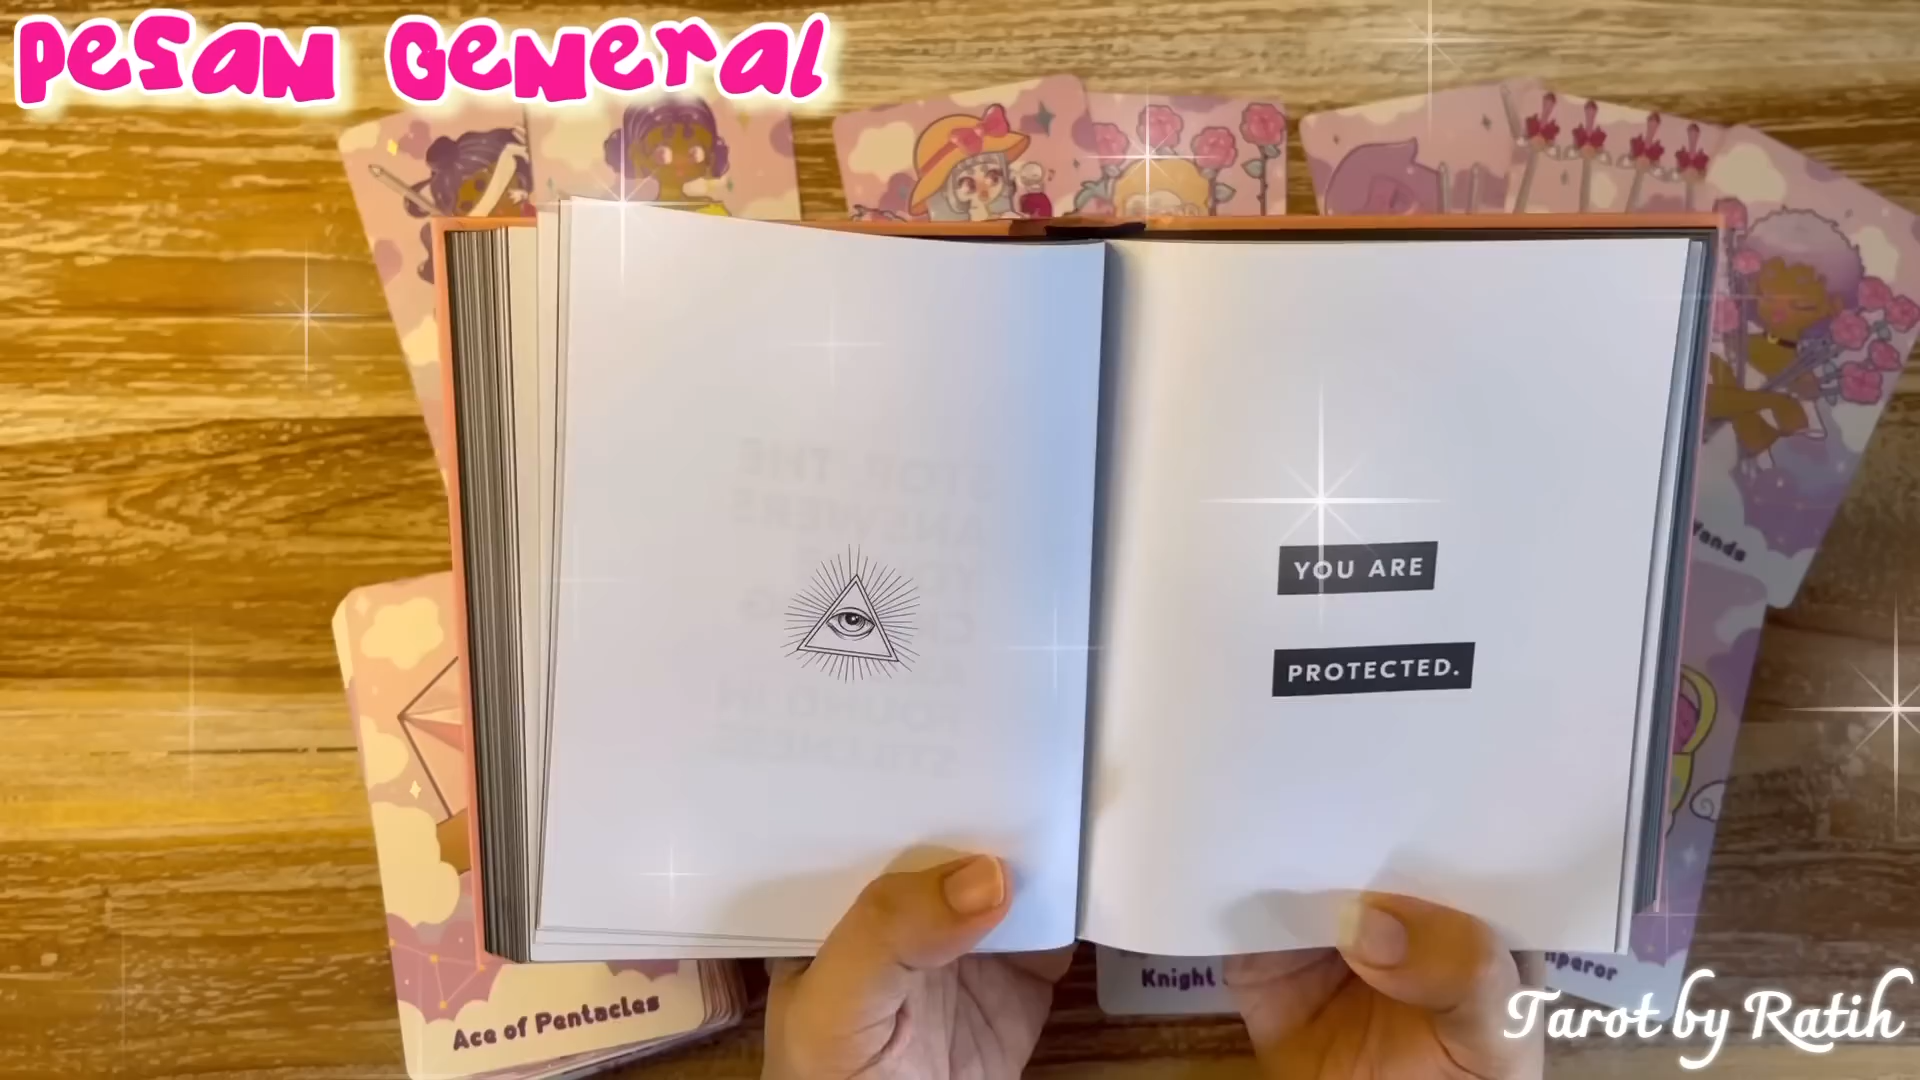 PESAN GENERAL
YOU ARE
PROTECTED.
Ace of Pentacles
Knight
Tarot by Ratih